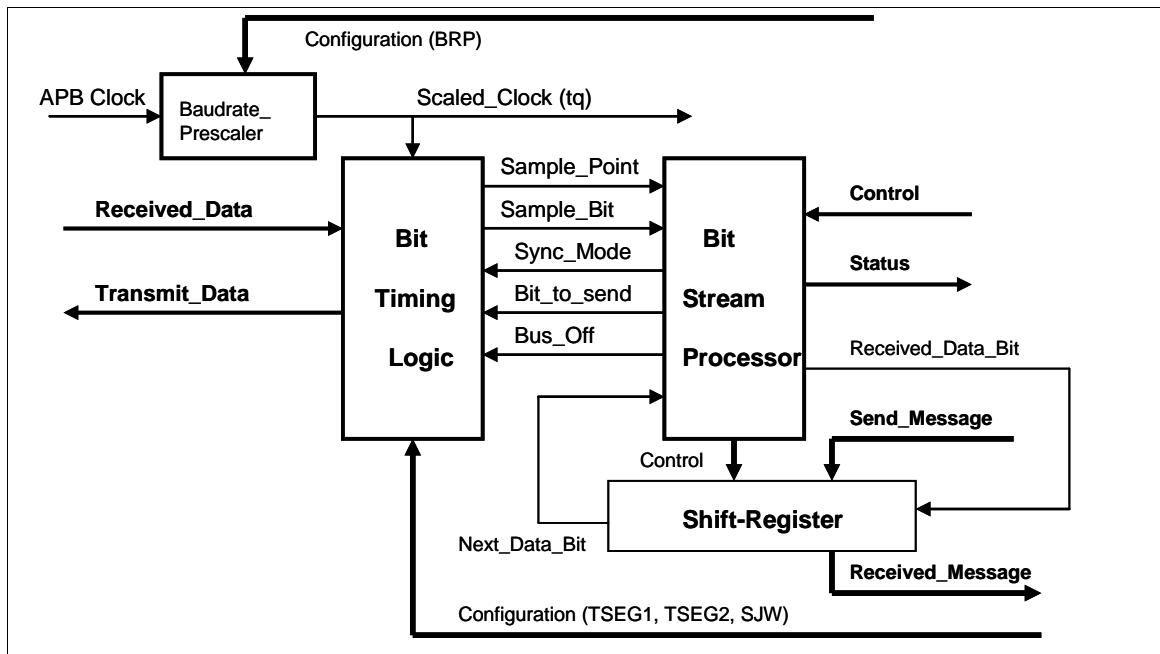 Configuration (BRP)
APB Clock
Baudrate_
Prescaler
Scaled_Clock (tq)
Sample_Point
Received_Data
Sample_Bit
Control
Bit
Bit
Sync_Mode
Status
Transmit_Data
Timing
Bit_to_send
Stream
Bus_Off
Logic
Processor
Received_Data_Bit
Send_Message
Control
Shift-Register
Next_Data_Bit
Received_Message
Configuration (TSEG1, TSEG2, SJW)